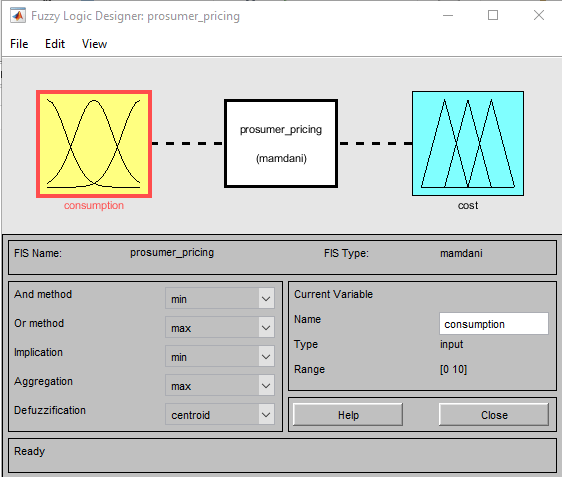 Fuzzy Logic Designer: prosumer_pricing
File Edit View
prosumer_pricing
(mamdani)
consumption
cost
FIS Name: prosumer_pricing FIS Type: mamdani
And method min
Or method max
Implication min
Aggregation max
Defuzzification centroid
Current Variable
Name consumption
Type input
Range [0 10]
Help Close
Ready